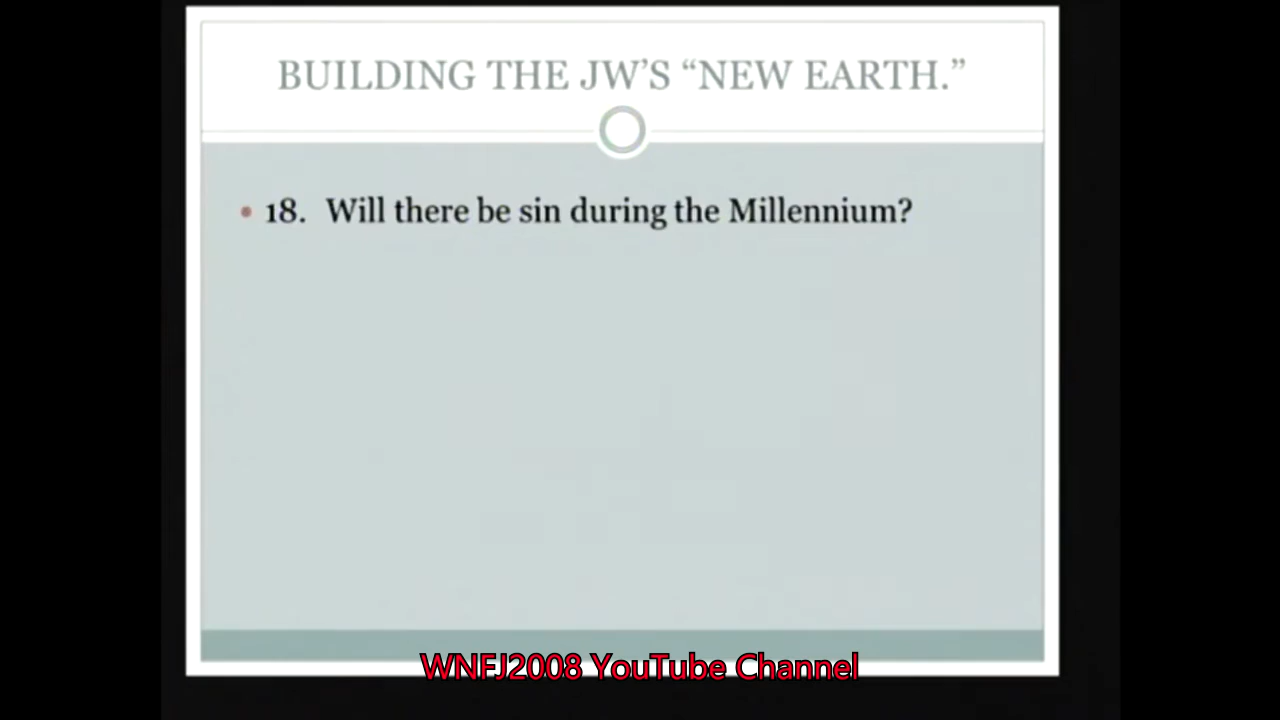 BUILDING THE JW’S “NEW EARTH.”
• 18. Will there be sin during the Millennium?
WNFJ2008 YouTube Channel